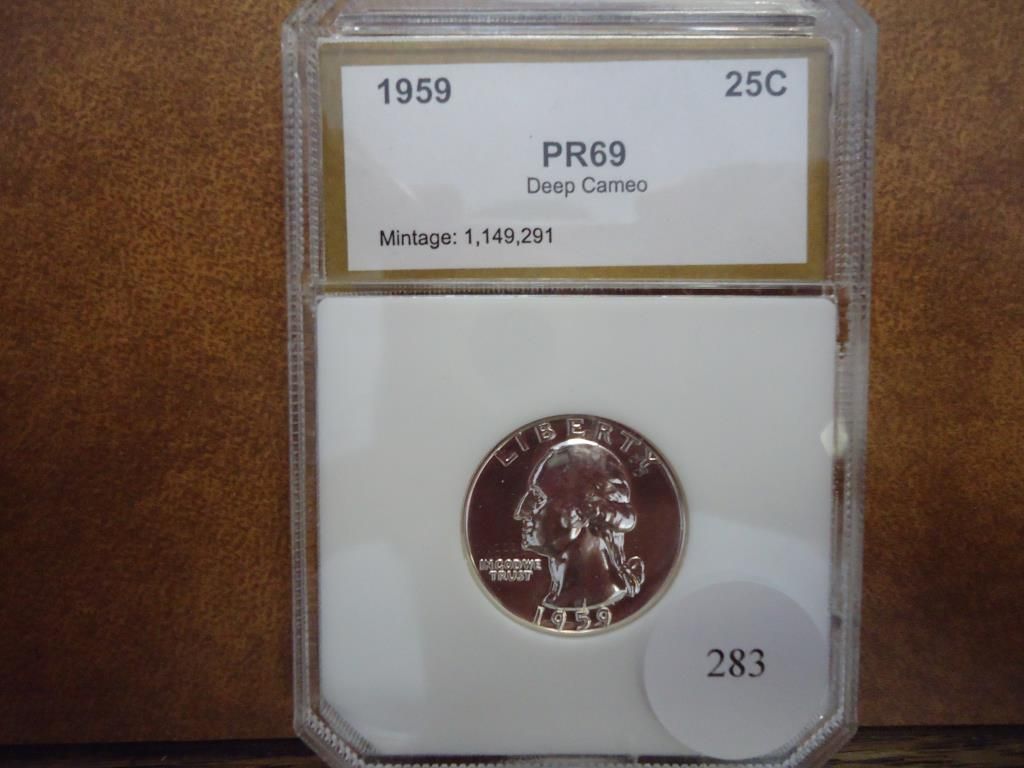 1959 25C
PR69
Deep Cameo
Mintage: 1,149,291
LIBERTY
IN GOD WE
TRUST
1959
283